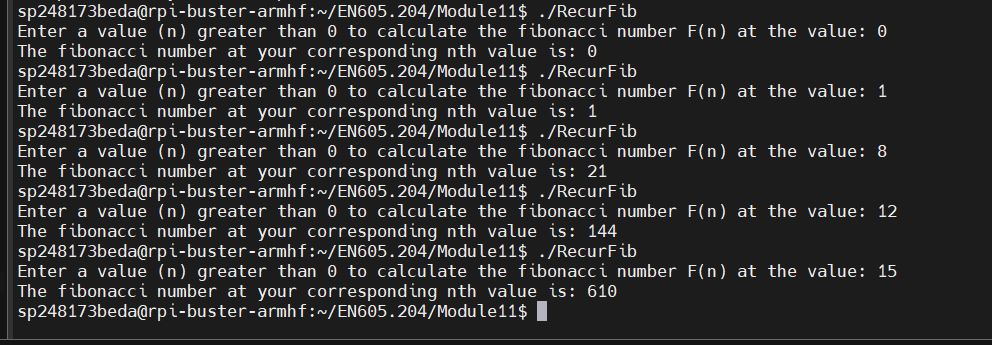 sp248173beda@rpi-buster-armhf:~/EN605.204/Module11$ ./RecurFib
Enter a value (n) greater than 0 to calculate the fibonacci number F(n) at the value: 0
The fibonacci number at your corresponding nth value is: 0
sp248173beda@rpi-buster-armhf:~/EN605.204/Module11$ ./RecurFib
Enter a value (n) greater than 0 to calculate the fibonacci number F(n) at the value: 1
The fibonacci number at your corresponding nth value is: 1
sp248173beda@rpi-buster-armhf:~/EN605.204/Module11$ ./RecurFib
Enter a value (n) greater than 0 to calculate the fibonacci number F(n) at the value: 8
The fibonacci number at your corresponding nth value is: 21
sp248173beda@rpi-buster-armhf:~/EN605.204/Module11$ ./RecurFib
Enter a value (n) greater than 0 to calculate the fibonacci number F(n) at the value: 12
The fibonacci number at your corresponding nth value is: 144
sp248173beda@rpi-buster-armhf:~/EN605.204/Module11$ ./RecurFib
Enter a value (n) greater than 0 to calculate the fibonacci number F(n) at the value: 15
The fibonacci number at your corresponding nth value is: 610
sp248173beda@rpi-buster-armhf:~/EN605.204/Module11$